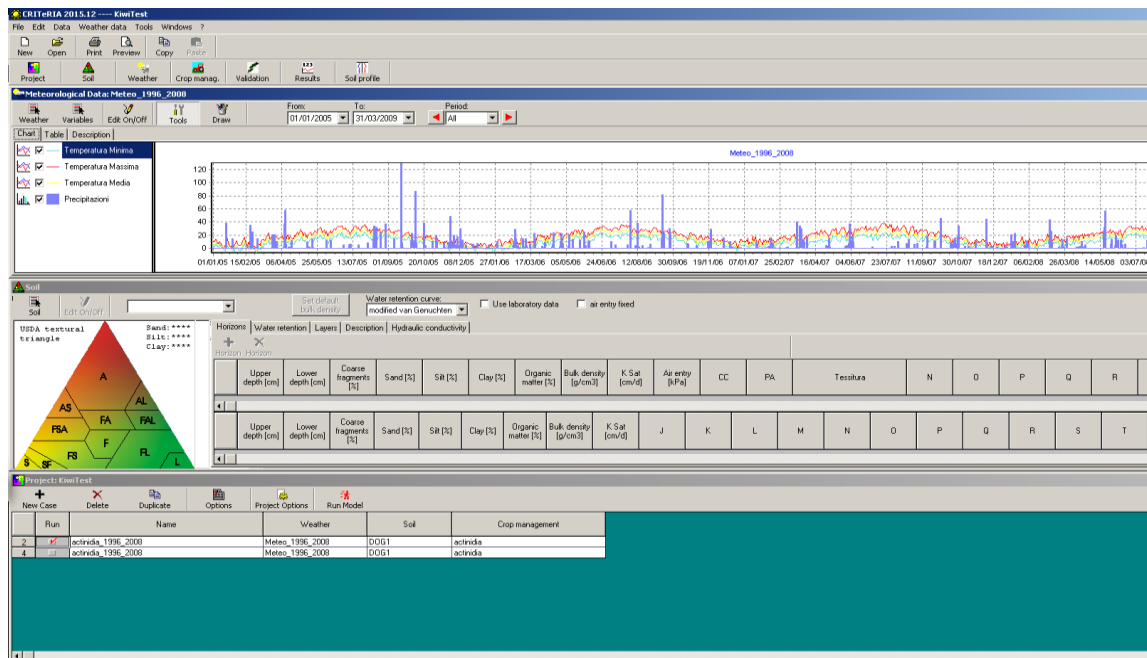 CRITeRIA 2015.12 ---- KiwiTest
File Edit Data Weather data Tools Windows ?
New Open Print Preview Copy Paste
Project Soil Weather Crop manag. Validation Results Soil profile
Meteorological Data: Meteo_1996_2008
Weather Variables Edit On/Off Tools Draw
From: To: Period:
01/01/2005 31/03/2009 All
Chart Table Description
Temperatura Minima
Temperatura Massima
Temperatura Media
Precipitazioni
Meteo_1996_2008
120
100
80
60
40
20
0
01/01/05 15/02/05 06/04/05 25/05/05 13/07/05 01/09/05 20/10/05 08/12/05 27/01/06 17/03/06 05/05/06 24/06/06 12/08/06 30/09/06 19/11/06 07/01/07 25/02/07 16/04/07 04/06/07 23/07/07 11/09/07 30/10/07 18/12/07 06/02/08 26/03/08 14/05/08 03/07/08
Soil
Soil Edit On/Off
Set default bulk density
Water retention curve:
modified van Genuchten
Use laboratory data air entry fixed
USDA textural triangle
Sand:****
Silt:****
Clay:****
A
AS AL
FSA FA FAL
F
S SF FS FL L
Horizons Water retention Layers Description Hydraulic conductivity
Horizon Horizon
Upper depth [cm] Lower depth [cm] Coarse fragments [%] Sand [%] Silt [%] Clay [%] Organic matter [%] Bulk density [g/cm3] K Sat [cm/d] Air entry [kPa] CC PA Tessitura N O P Q R
Upper depth [cm] Lower depth [cm] Coarse fragments [%] Sand [%] Silt [%] Clay [%] Organic matter [%] Bulk density [g/cm3] K Sat [cm/d] J K L M N O P Q R S T
Project: KiwiTest
New Case Delete Duplicate Options Project Options Run Model
Run Name Weather Soil Crop management
2 actinidia_1996_2008 Meteo_1996_2008 DOG1 actinidia
4 actinidia_1996_2008 Meteo_1996_2008 DOG1 actinidia